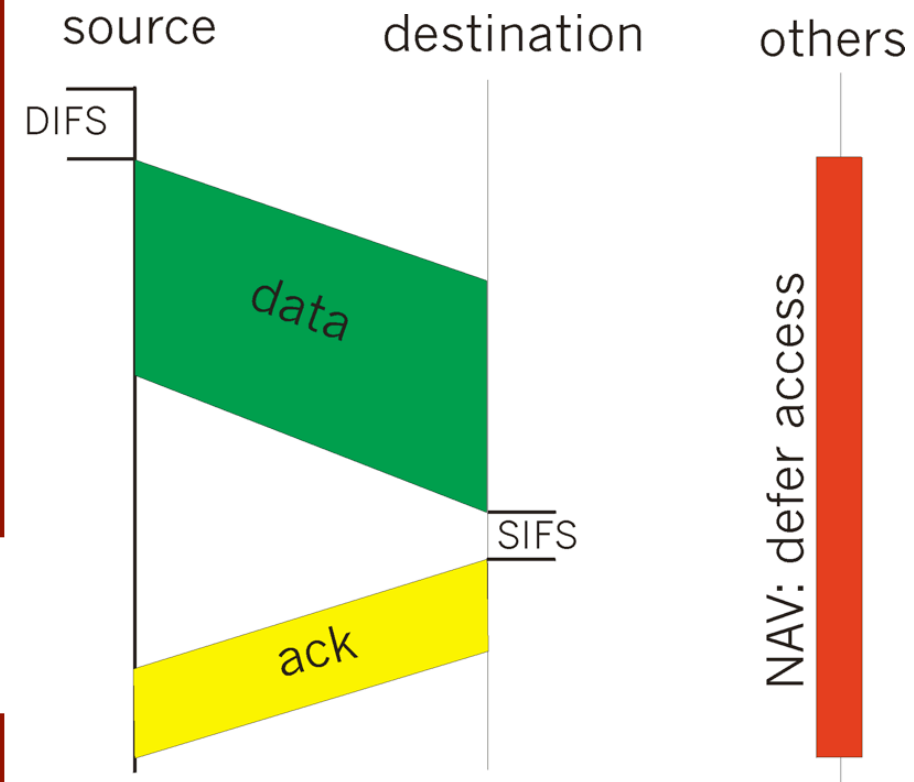 source
destination
others
DIFS
data
SIFS
ack
NAV: defer access